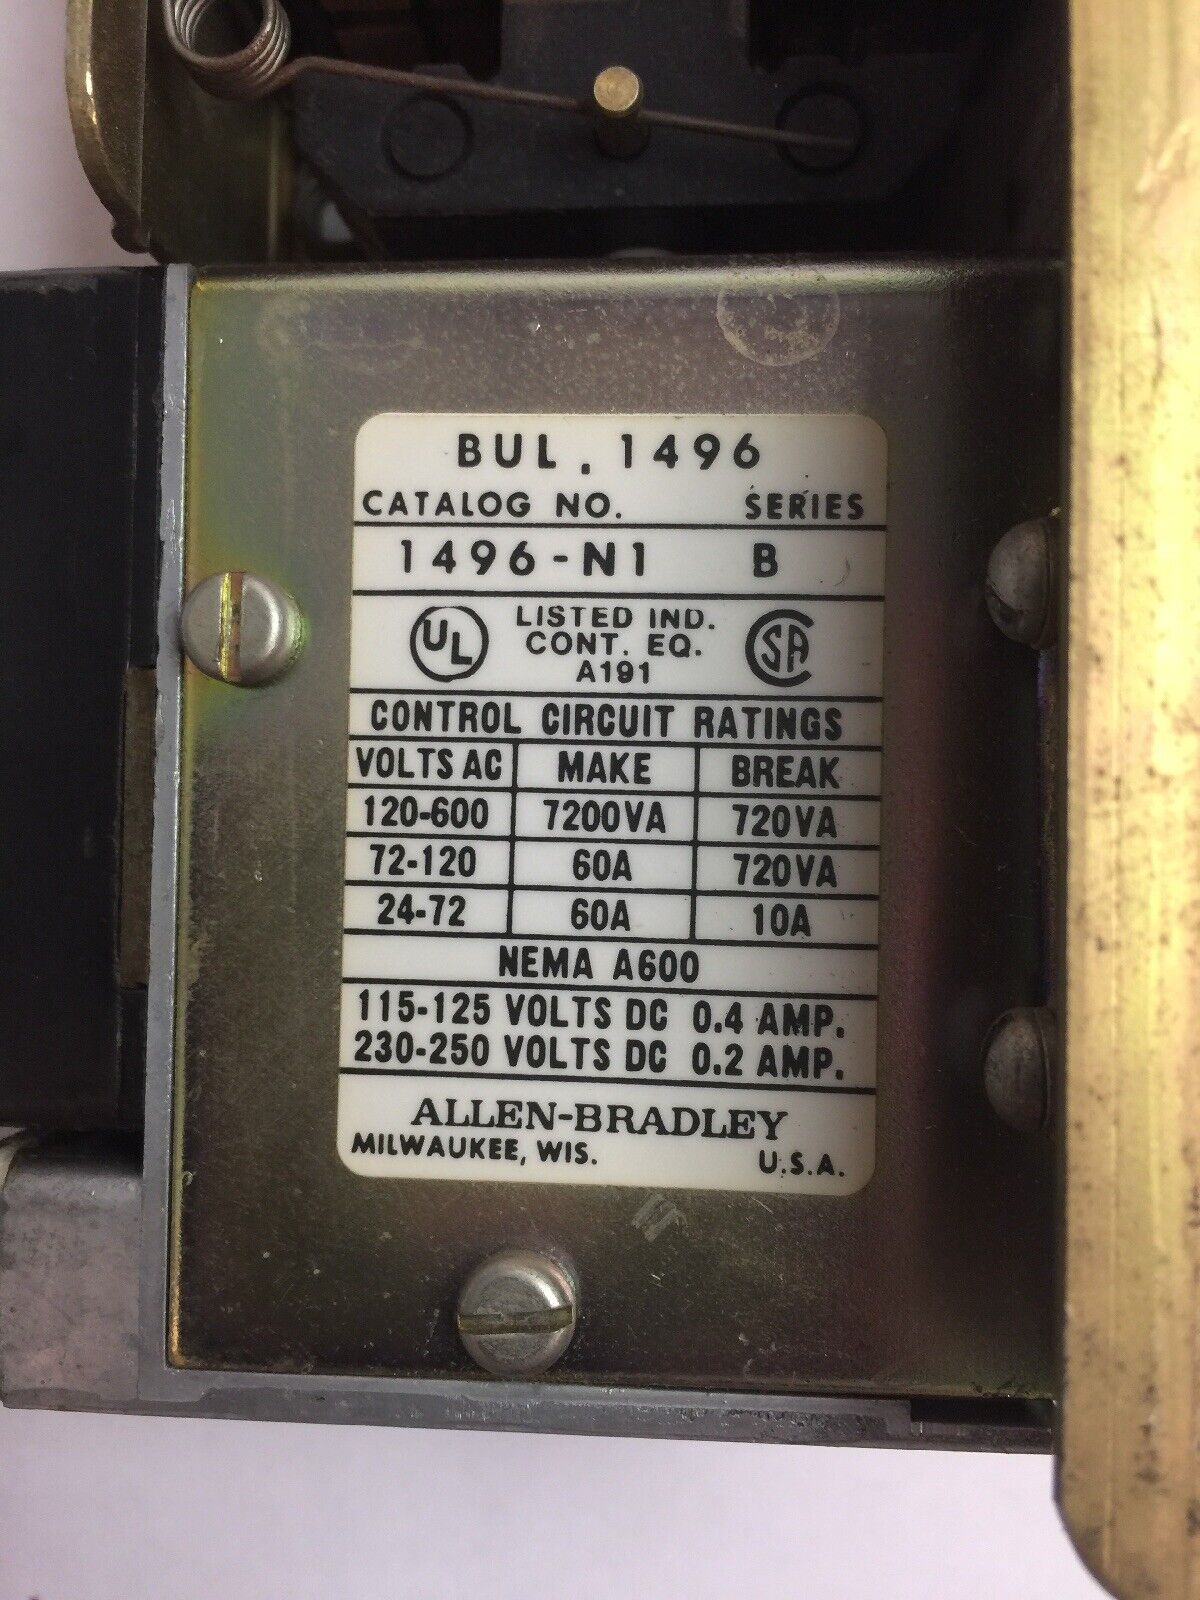 BUL. 1496
CATALOG NO. SERIES
1496-N1 B
UL LISTED IND. CONT. EQ. A191 CSA
CONTROL CIRCUIT RATINGS
VOLTS AC MAKE BREAK
120-600 7200VA 720VA
72-120 60A 720VA
24-72 60A 10A
NEMA A600
115-125 VOLTS DC 0.4 AMP.
230-250 VOLTS DC 0.2 AMP.
ALLEN-BRADLEY
MILWAUKEE, WIS. U.S.A.